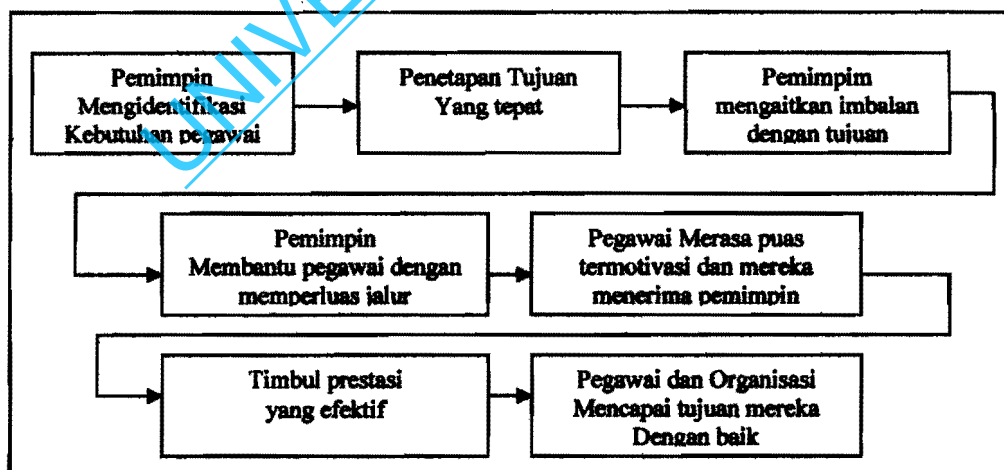 UNIVE
Pemimpin
Mengidentifikasi
Kebutuhan pegawai
Penetapan Tujuan
Yang tepat
Pemimpim
mengaitkan imbalan
dengan tujuan
Pemimpin
Membantu pegawai dengan
memperluas jalur
Pegawai Merasa puas
termotivasi dan mereka
menerima pemimpin
Timbul prestasi
yang efektif
Pegawai dan Organisasi
Mencapai tujuan mereka
Dengan baik